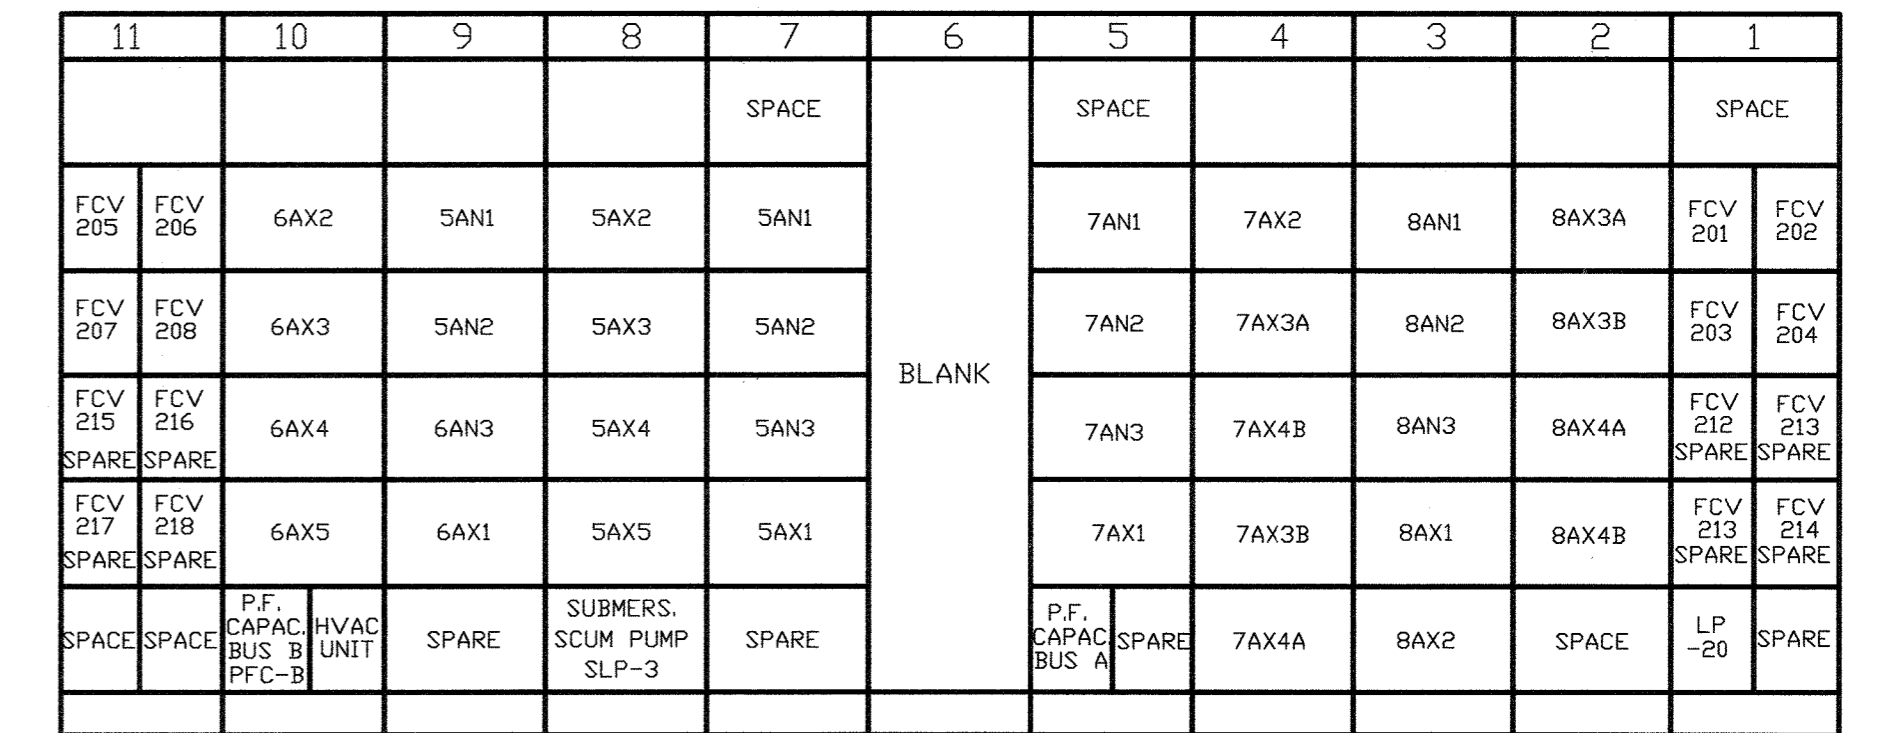 11 10 9 8 7 6 5 4 3 2 1
SPACE SPACE SPACE
FCV FCV 6AX2 5AN1 5AX2 5AN1 7AN1 7AX2 8AN1 8AX3A FCV FCV
205 206 201 202
FCV FCV 6AX3 5AN2 5AX3 5AN2 7AN2 7AX3A 8AN2 8AX3B FCV FCV
207 208 203 204
BLANK
FCV FCV 6AX4 6AN3 5AX4 5AN3 7AN3 7AX4B 8AN3 8AX4A FCV FCV
215 216 212 213
SPARE SPARE SPARE SPARE
FCV FCV 6AX5 6AX1 5AX5 5AX1 7AX1 7AX3B 8AX1 8AX4B FCV FCV
217 218 213 214
SPARE SPARE SPARE SPARE
P.F. SUBMERS. P.F.
SPACE SPACE CAPAC. HVAC SPARE SCUM PUMP SPARE CAPAC. SPARE 7AX4A 8AX2 SPACE LP SPARE
BUS B UNIT SLP-3 BUS A -20
PFC-B